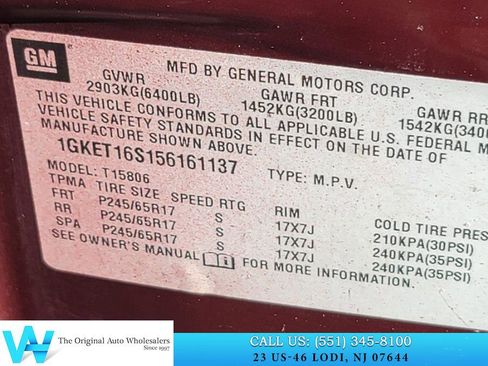 GM
MFD BY GENERAL MOTORS CORP.
GVWR GAWR FRT GAWR RR
2903KG(6400LB) 1452KG(3200LB) 1542KG(3400
THIS VEHICLE CONFORMS TO ALL APPLICABLE U.S. FEDERAL M
VEHICLE SAFETY STANDARDS IN EFFECT ON THE DATE OF
MANUFACTURE SHOWN ABOVE.
1GKET16S156161137 TYPE: M.P.V.
MODEL: T15806
TPMA TIRE SIZE SPEED RTG RIM COLD TIRE PRES
FRT P245/65R17 S 17X7J 210KPA(30PSI)
RR P245/65R17 S 17X7J 240KPA(35PSI)
SPA P245/65R17 S 17X7J 240KPA(35PSI)
SEE OWNER'S MANUAL FOR MORE INFORMATION.
The Original Auto Wholesalers
Since 1997
CALL US: (551) 345-8100
23 US-46 LODI, NJ 07644